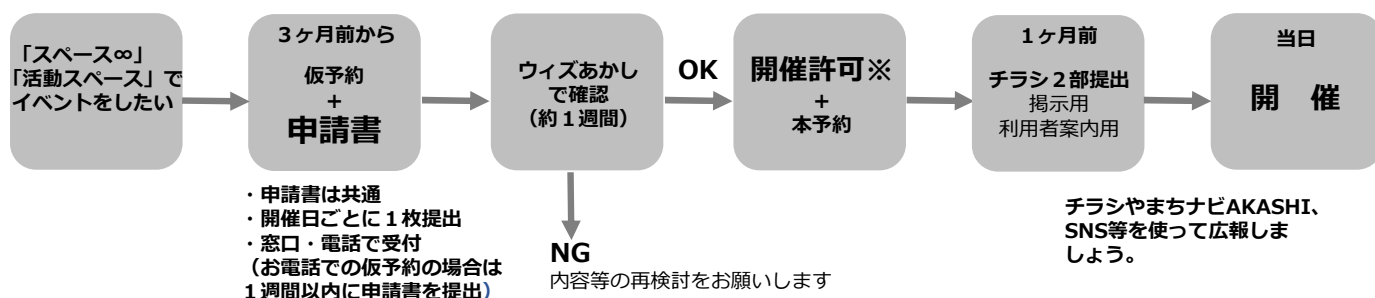 「スペース∞」
「活動スペース」で
イベントをしたい
３ヶ月前から
仮予約
+
申請書
・申請書は共通
・開催日ごとに１枚提出
・窓口・電話で受付
（お電話での仮予約の場合は
１週間以内に申請書を提出）
ウィズあかし
で確認
（約１週間）
NG
内容等の再検討をお願いします
OK
開催許可※
+
本予約
１ヶ月前
チラシ２部提出
掲示用
利用者案内用
チラシやまちナビAKASHI、
SNS等を使って広報しま
しょう。
当日
開　催